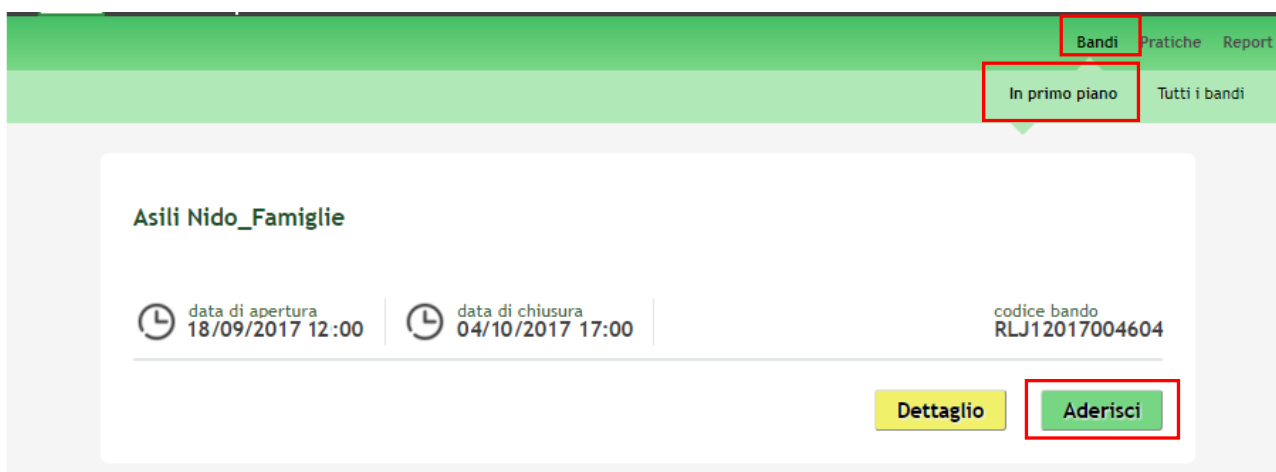 Bandi Pratiche Report
In primo piano Tutti i bandi
Asili Nido_Famiglie
data di apertura data di chiusura codice bando
18/09/2017 12:00 04/10/2017 17:00 RLJ12017004604
Dettaglio Aderisci